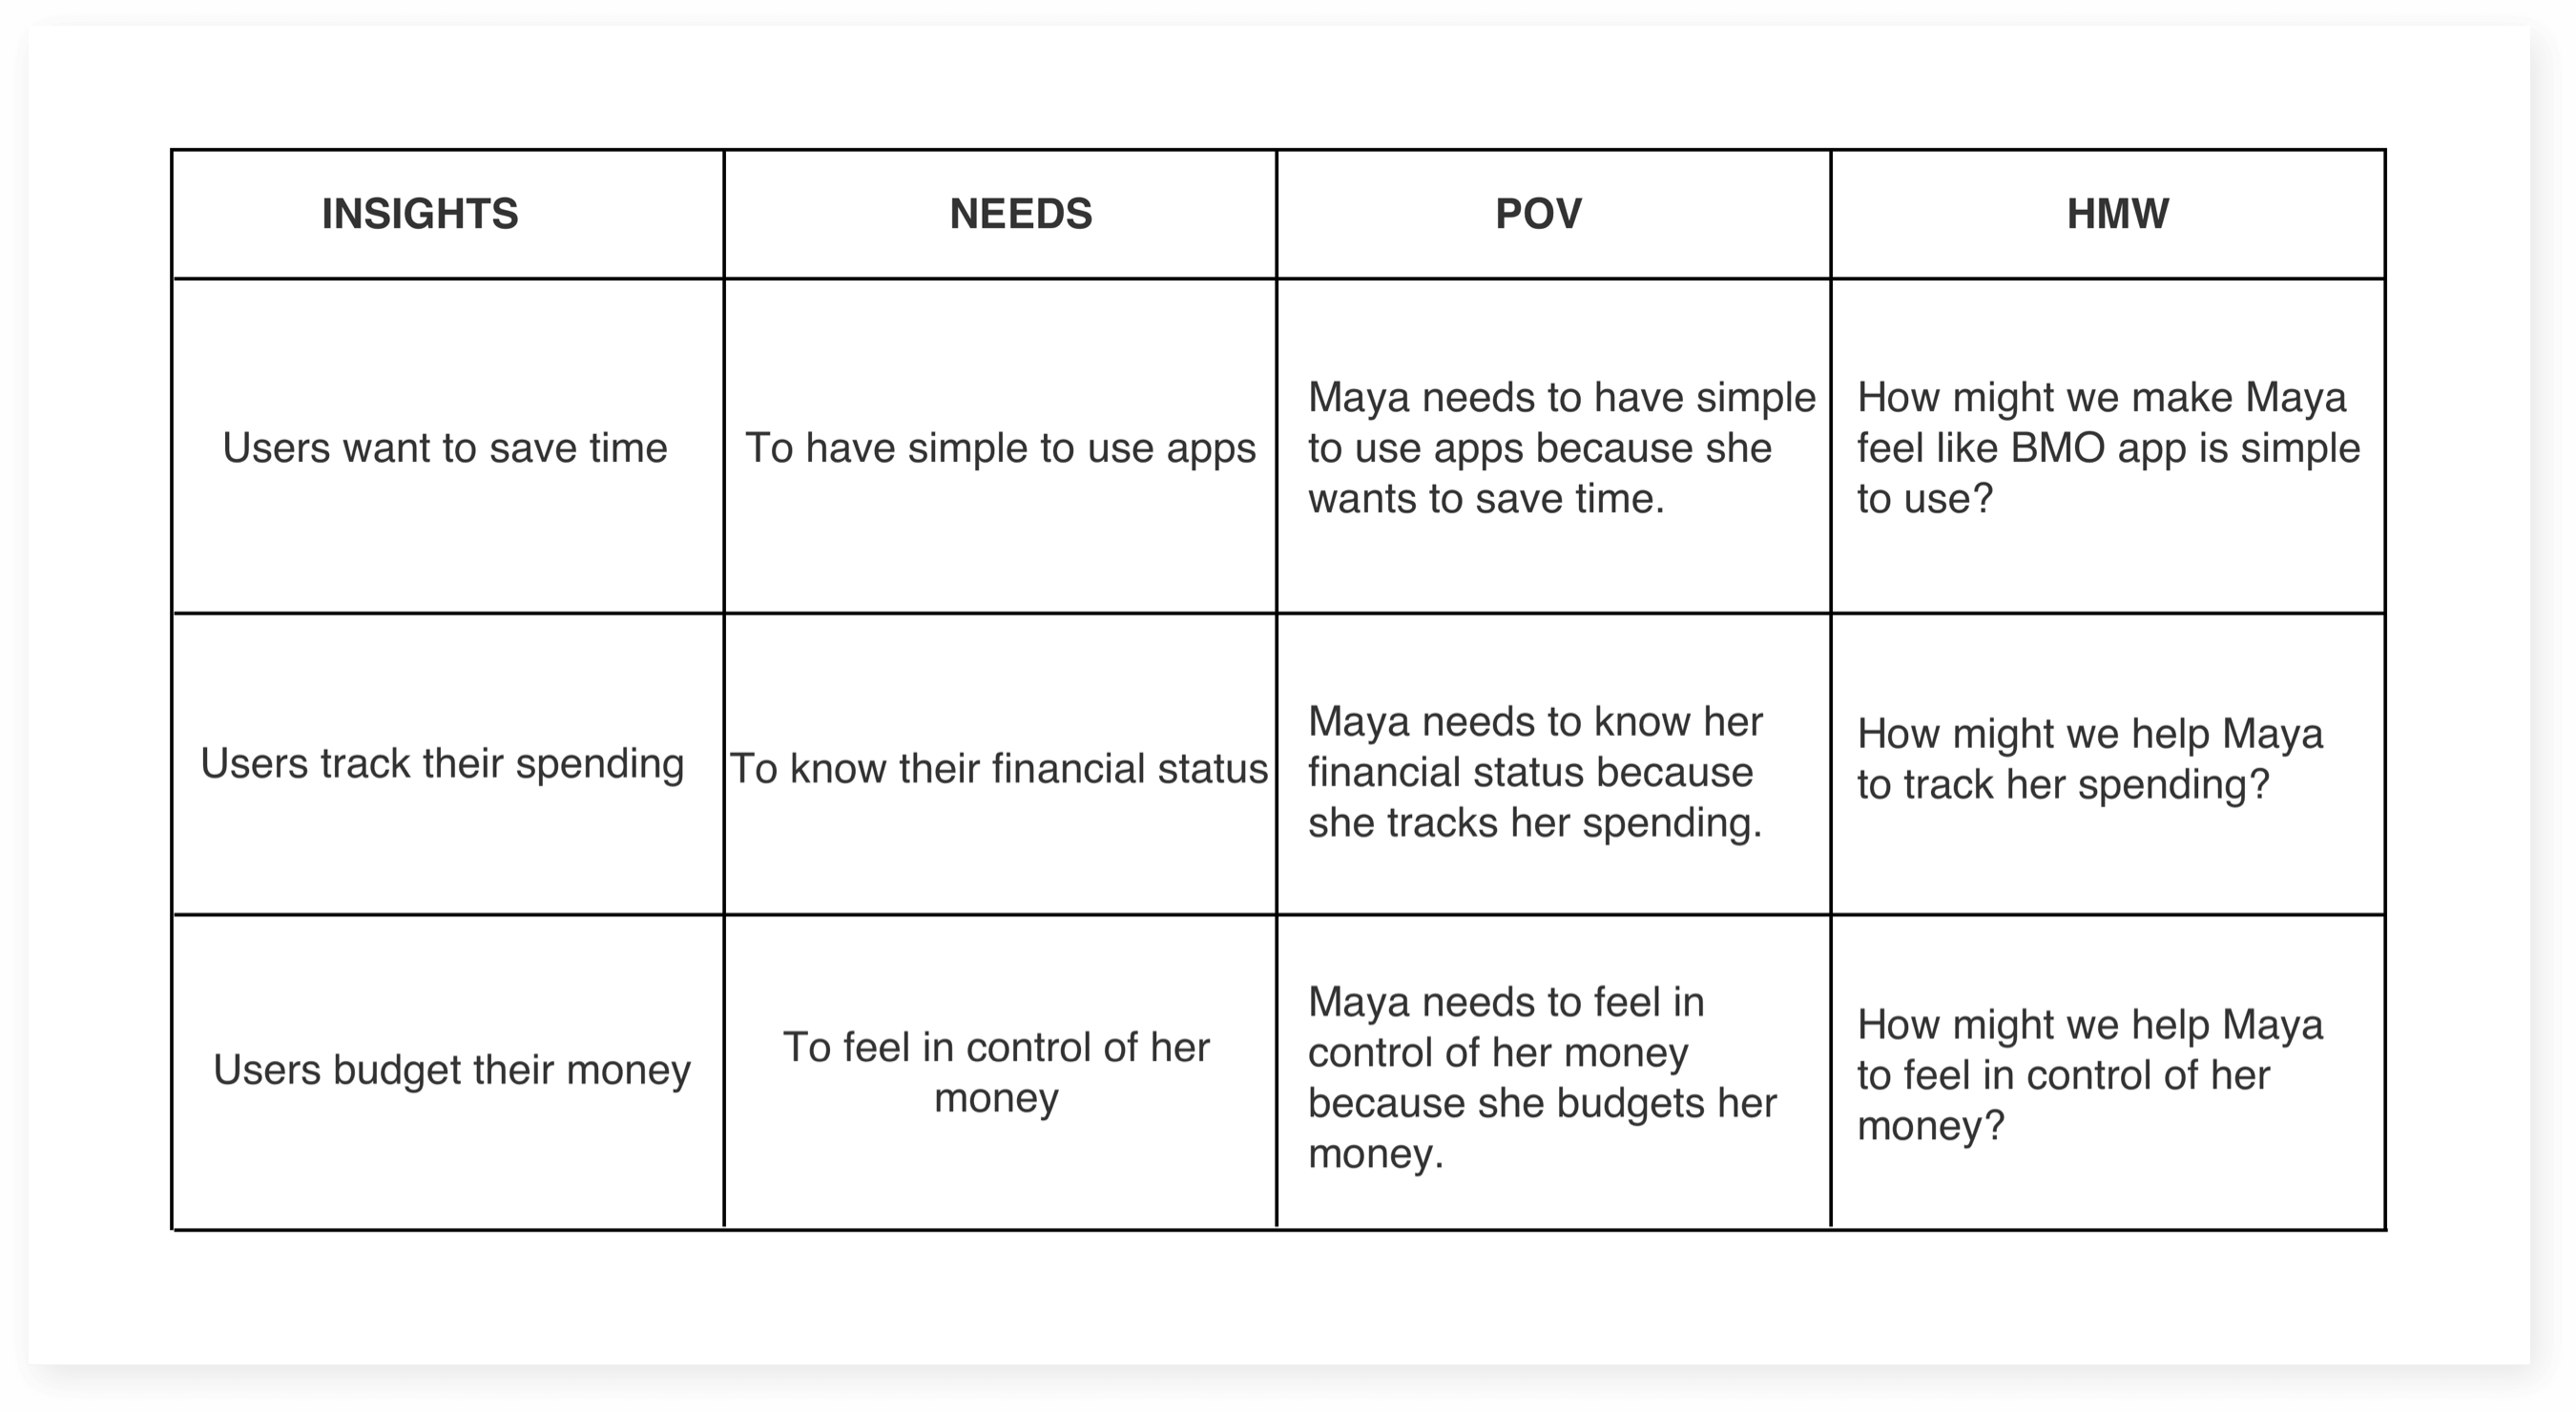 INSIGHTS
NEEDS
POV
HMW
Users want to save time
To have simple to use apps
Maya needs to have simple
to use apps because she
wants to save time.
How might we make Maya
feel like BMO app is simple
to use?
Users track their spending
To know their financial status
Maya needs to know her
financial status because
she tracks her spending.
How might we help Maya
to track her spending?
Users budget their money
To feel in control of her
money
Maya needs to feel in
control of her money
because she budgets her
money.
How might we help Maya
to feel in control of her
money?